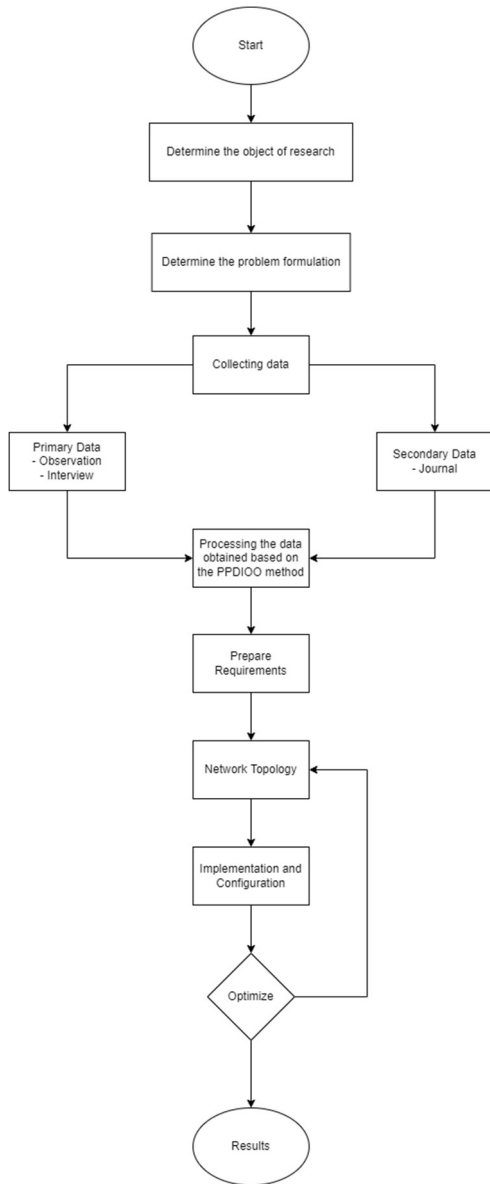 Start
Determine the object of research
Determine the problem formulation
Collecting data
Primary Data
- Observation
- Interview
Secondary Data
- Journal
Processing the data
obtained based on
the PPDIOO method
Prepare
Requirements
Network Topology
Implementation and
Configuration
Optimize
Results